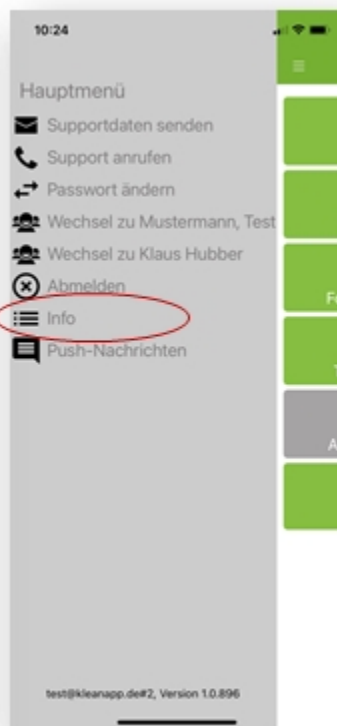 10:24
Hauptmenü
Supportdaten senden
Support anrufen
Passwort ändern
Wechsel zu Mustermann, Test
Wechsel zu Klaus Hubber
Abmelden
Info
Push-Nachrichten
test@kleanapp.de#2, Version 1.0.896